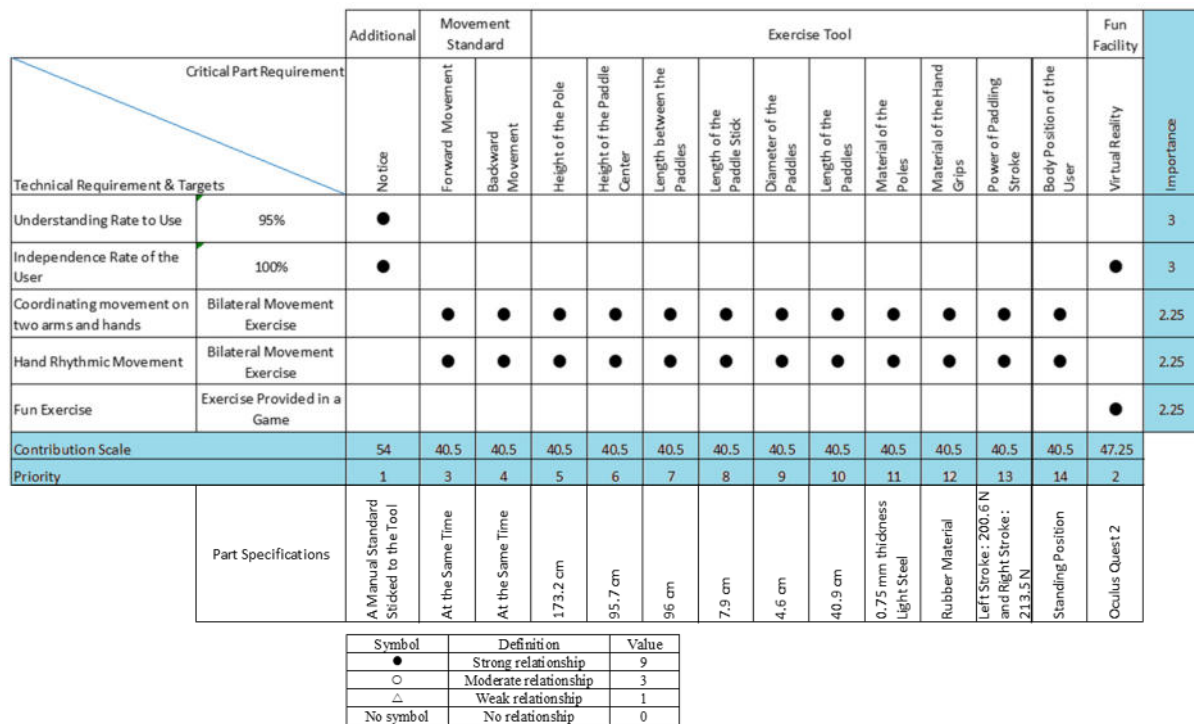 Additional
Movement
Standard
Exercise Tool
Fun
Facility
Critical Part Requirement
Technical Requirement & Targets
Notice
Forward Movement
Backward
Movement
Height of the Pole
Height of the Paddle
Center
Length between the
Paddles
Length of the
Paddle Stick
Diameter of the
Paddles
Length of the
Paddles
Material of the
Poles
Material of the Hand
Grips
Power of Paddling
Stroke
Body Position of the
User
Virtual Reality
Importance
Understanding Rate to Use 95% ● 3
Independence Rate of the
User
100% ● ● 3
Coordinating movement on
two arms and hands
Bilateral Movement
Exercise
● ● ● ● ● ● ● ● ● ● ● ● 2.25
Hand Rhythmic Movement
Bilateral Movement
Exercise
● ● ● ● ● ● ● ● ● ● ● ● 2.25
Fun Exercise
Exercise Provided in a
Game
● 2.25
Contribution Scale 54 40.5 40.5 40.5 40.5 40.5 40.5 40.5 40.5 40.5 40.5 40.5 40.5 47.25
Priority 1 3 4 5 6 7 8 9 10 11 12 13 14 2
Part Specifications
A Manual Standard
Sticked to the Tool
At the Same Time
At the Same Time
173.2 cm
95.7 cm
96 cm
7.9 cm
4.6 cm
40.9 cm
0.75 mm thickness
Light Steel
Rubber Material
Left Stroke: 200.6 N
and Right Stroke:
213.5 N
Standing Position
Oculus Quest 2
Symbol Definition Value
● Strong relationship 9
○ Moderate relationship 3
△ Weak relationship 1
No symbol No relationship 0